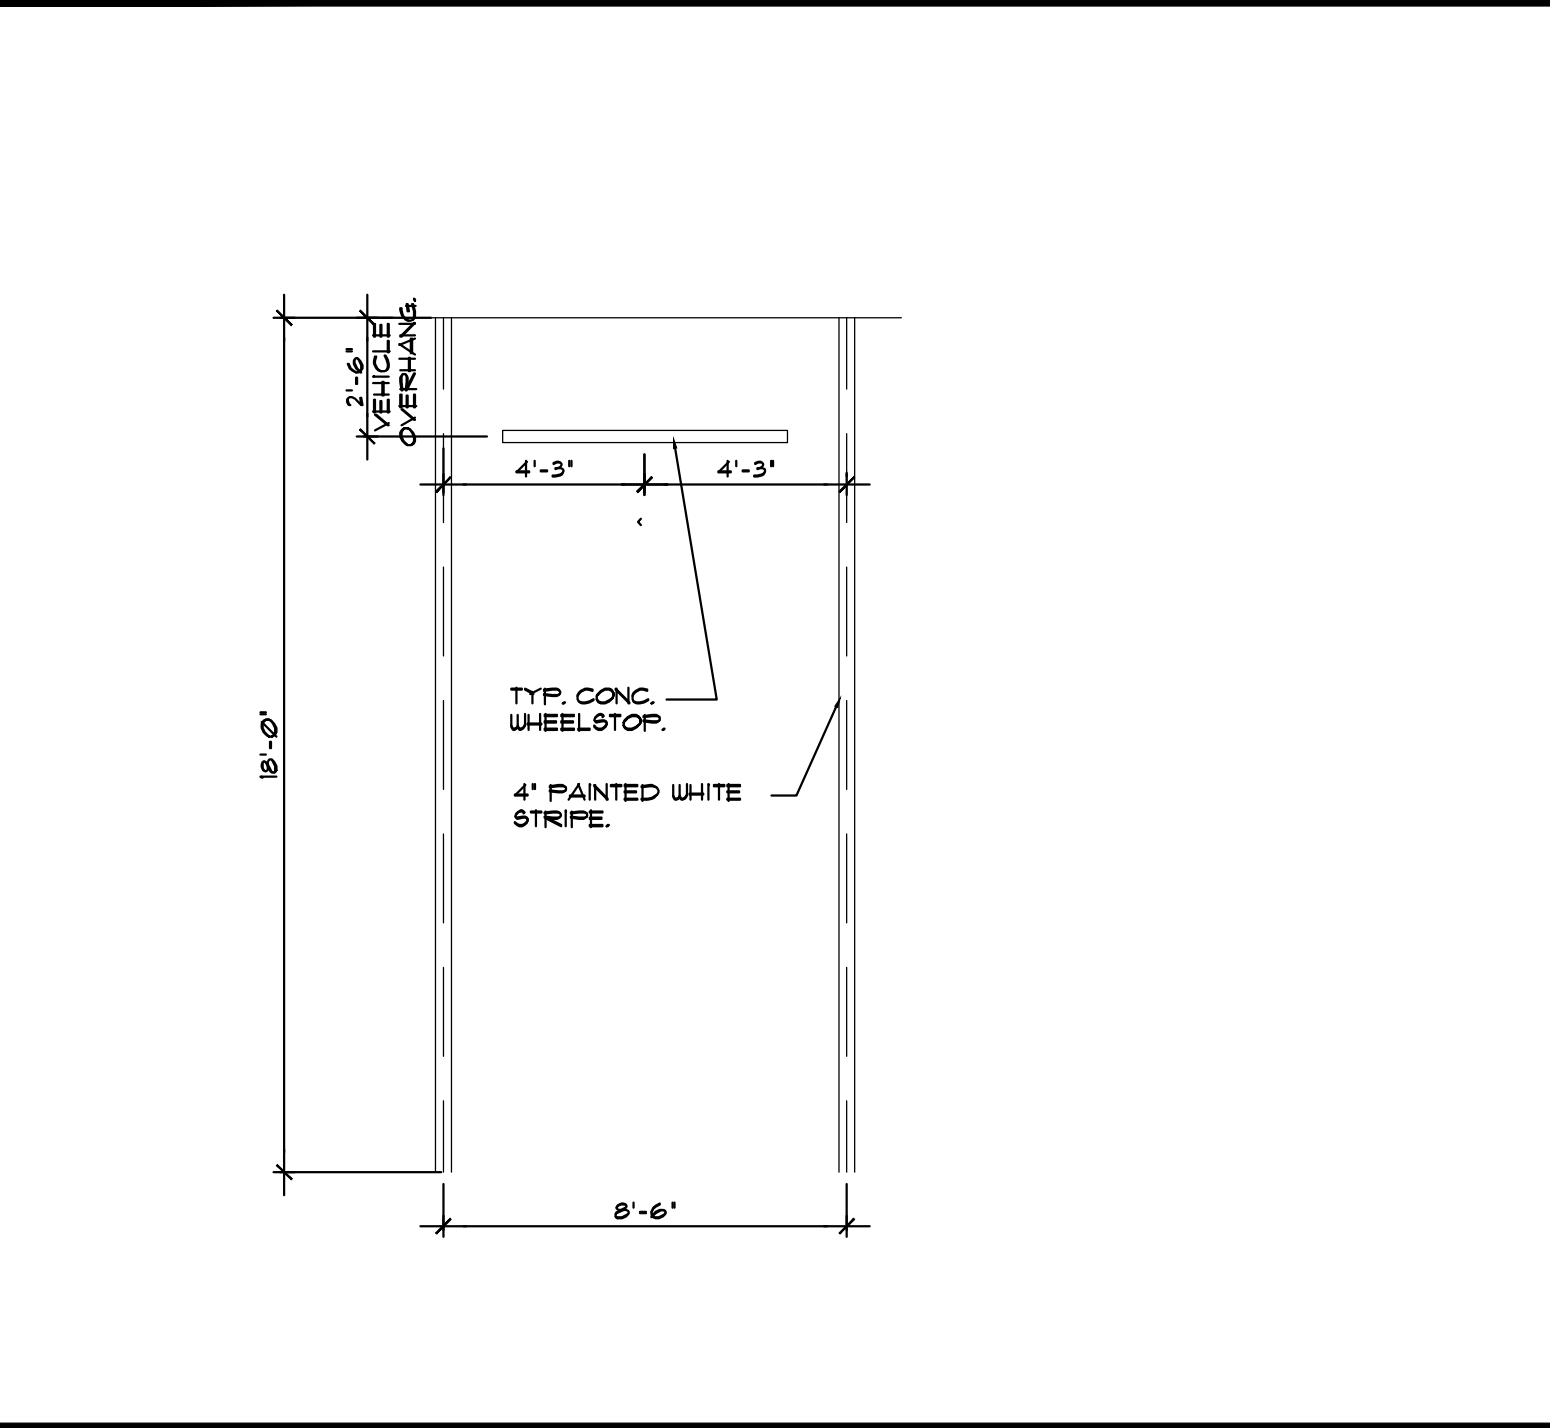 2'-6"
VEHICLE
OVERHANG.
4'-3"
4'-3"
TYP. CONC.
WHEELSTOP.
18'-0"
4" PAINTED WHITE
STRIPE.
8'-6"